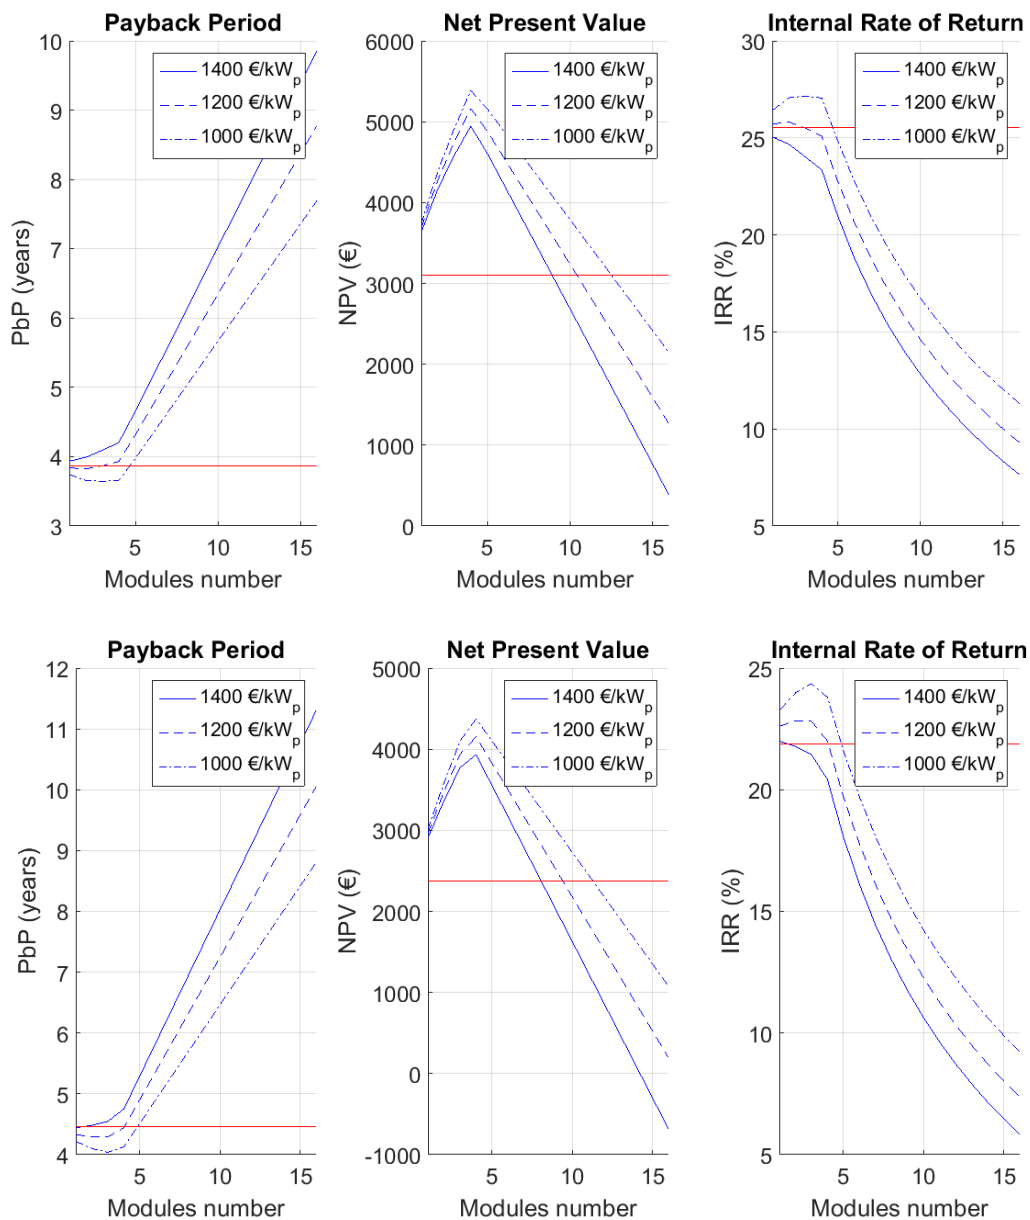 Payback Period
Net Present Value
Internal Rate of Return
10
9
8
7
6
5
4
3
PbP (years)
1400 €/kWp
1200 €/kWp
1000 €/kWp
5
10
15
Modules number
6000
5000
4000
3000
2000
1000
0
NPV (€)
1400 €/kWp
1200 €/kWp
1000 €/kWp
5
10
15
Modules number
30
25
20
15
10
5
IRR (%)
1400 €/kWp
1200 €/kWp
1000 €/kWp
5
10
15
Modules number
Payback Period
Net Present Value
Internal Rate of Return
12
11
10
9
8
7
6
5
4
PbP (years)
1400 €/kWp
1200 €/kWp
1000 €/kWp
5
10
15
Modules number
5000
4000
3000
2000
1000
0
-1000
NPV (€)
1400 €/kWp
1200 €/kWp
1000 €/kWp
5
10
15
Modules number
25
20
15
10
5
IRR (%)
1400 €/kWp
1200 €/kWp
1000 €/kWp
5
10
15
Modules number